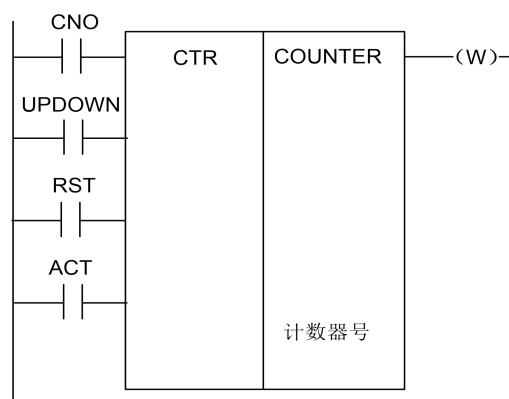 CNO
CTR
COUNTER
(W)
UPDOWN
RST
ACT
计数器号